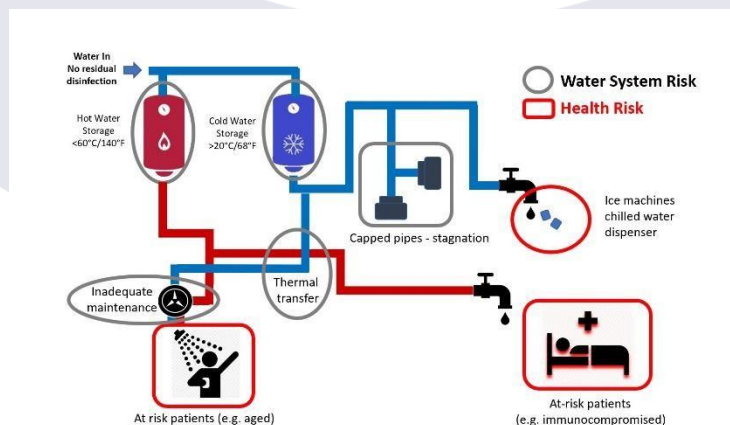 Water In
No residual
disinfection
Hot Water
Storage
<60°C/140°F
Cold Water
Storage
>20°C/68°F
Water System Risk
Health Risk
Capped pipes - stagnation
Ice machines
chilled water
dispenser
Inadequate
maintenance
Thermal
transfer
At risk patients (e.g. aged)
At-risk patients
(e.g. immunocompromised)